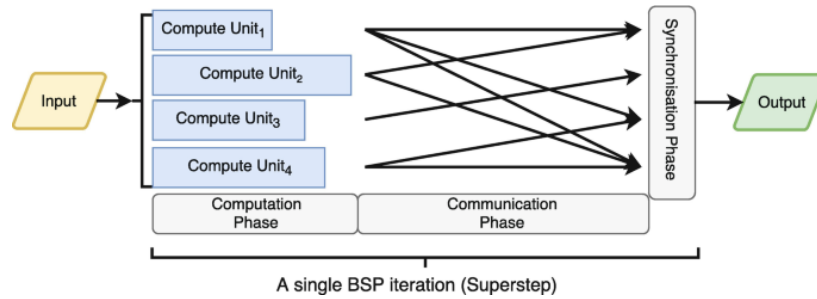 Input
Compute Unit₁
Compute Unit₂
Compute Unit₃
Compute Unit₄
Synchronisation Phase
Output
Computation
Phase
Communication
Phase
A single BSP iteration (Superstep)